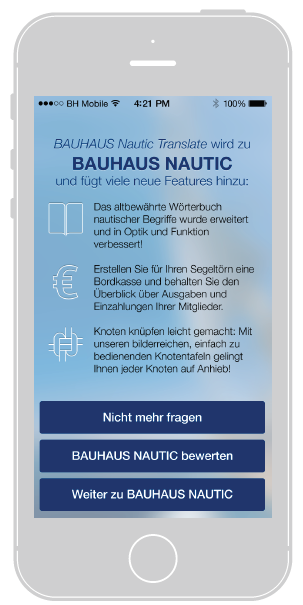 BH Mobile 4:21 PM 100%
BAUHAUS Nautic Translate wird zu
BAUHAUS NAUTIC
und fügt viele neue Features hinzu:
Das altbewährte Wörterbuch
nautischer Begriffe wurde erweitert
und in Optik und Funktion
verbessert!
Erstellen Sie für Ihren Segeltörn eine
Bordkasse und behalten Sie den
Überblick über Ausgaben und
Einzahlungen Ihrer Mitglieder.
Knoten knüpfen leicht gemacht: Mit
unseren bilderreichen, einfach zu
bedienenden Knotentafeln gelingt
Ihnen jeder Knoten auf Anhieb!
Nicht mehr fragen
BAUHAUS NAUTIC bewerten
Weiter zu BAUHAUS NAUTIC